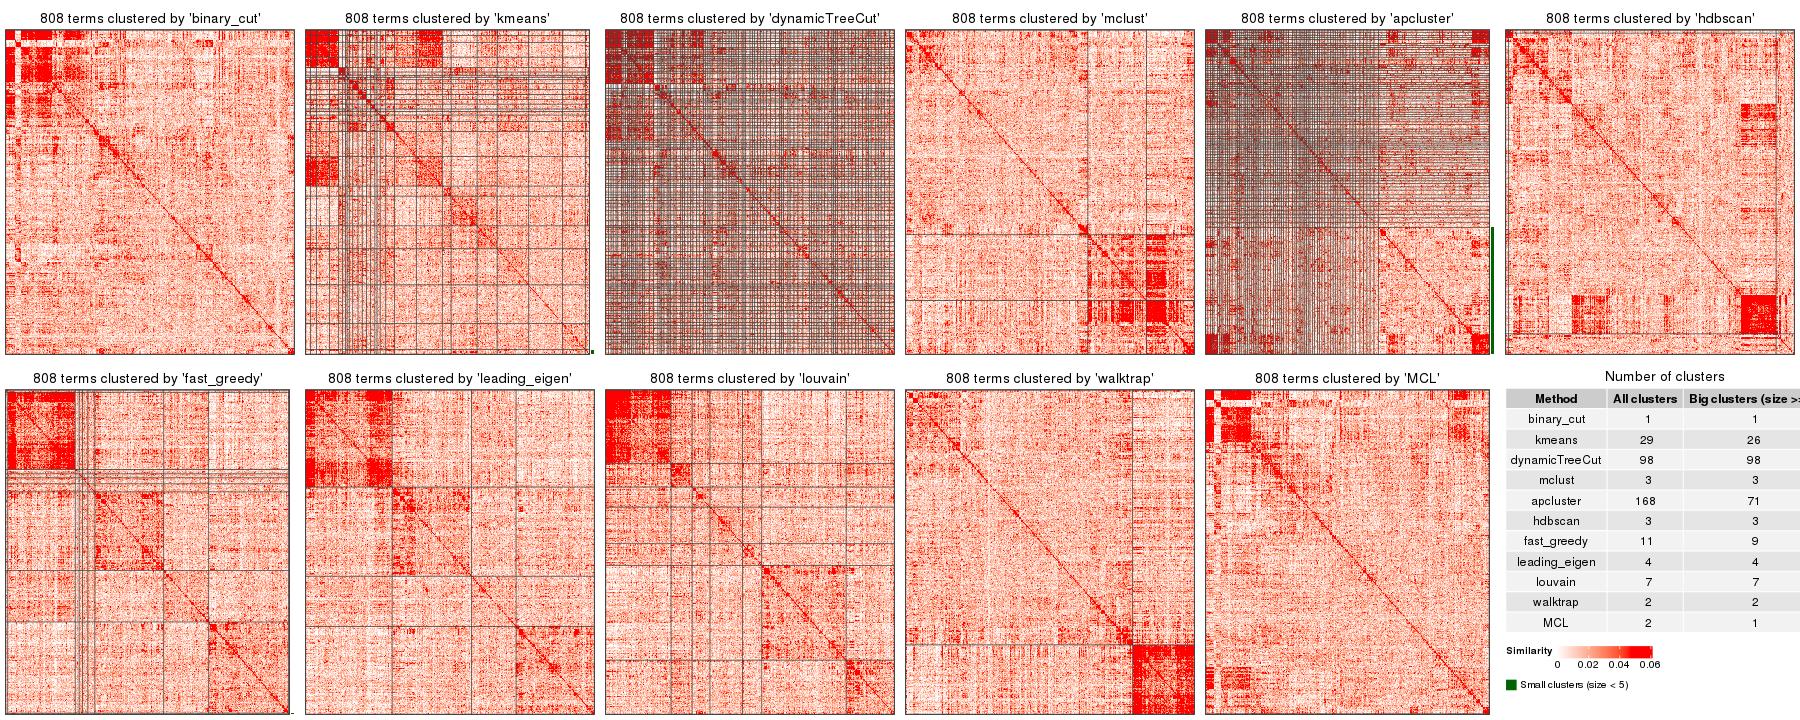 808 terms clustered by 'binary_cut'
808 terms clustered by 'kmeans'
808 terms clustered by 'dynamicTreeCut'
808 terms clustered by 'mclust'
808 terms clustered by 'apcluster'
808 terms clustered by 'hdbscan'
808 terms clustered by 'fast_greedy'
808 terms clustered by 'leading_eigen'
808 terms clustered by 'louvain'
808 terms clustered by 'walktrap'
808 terms clustered by 'MCL'
Number of clusters
Method All clusters Big clusters (size >=
binary_cut 1 1
kmeans 29 26
dynamicTreeCut 98 98
mclust 3 3
apcluster 168 71
hdbscan 3 3
fast_greedy 11 9
leading_eigen 4 4
louvain 7 7
walktrap 2 2
MCL 2 1
Similarity
0 0.02 0.04 0.06
Small clusters (size < 5)